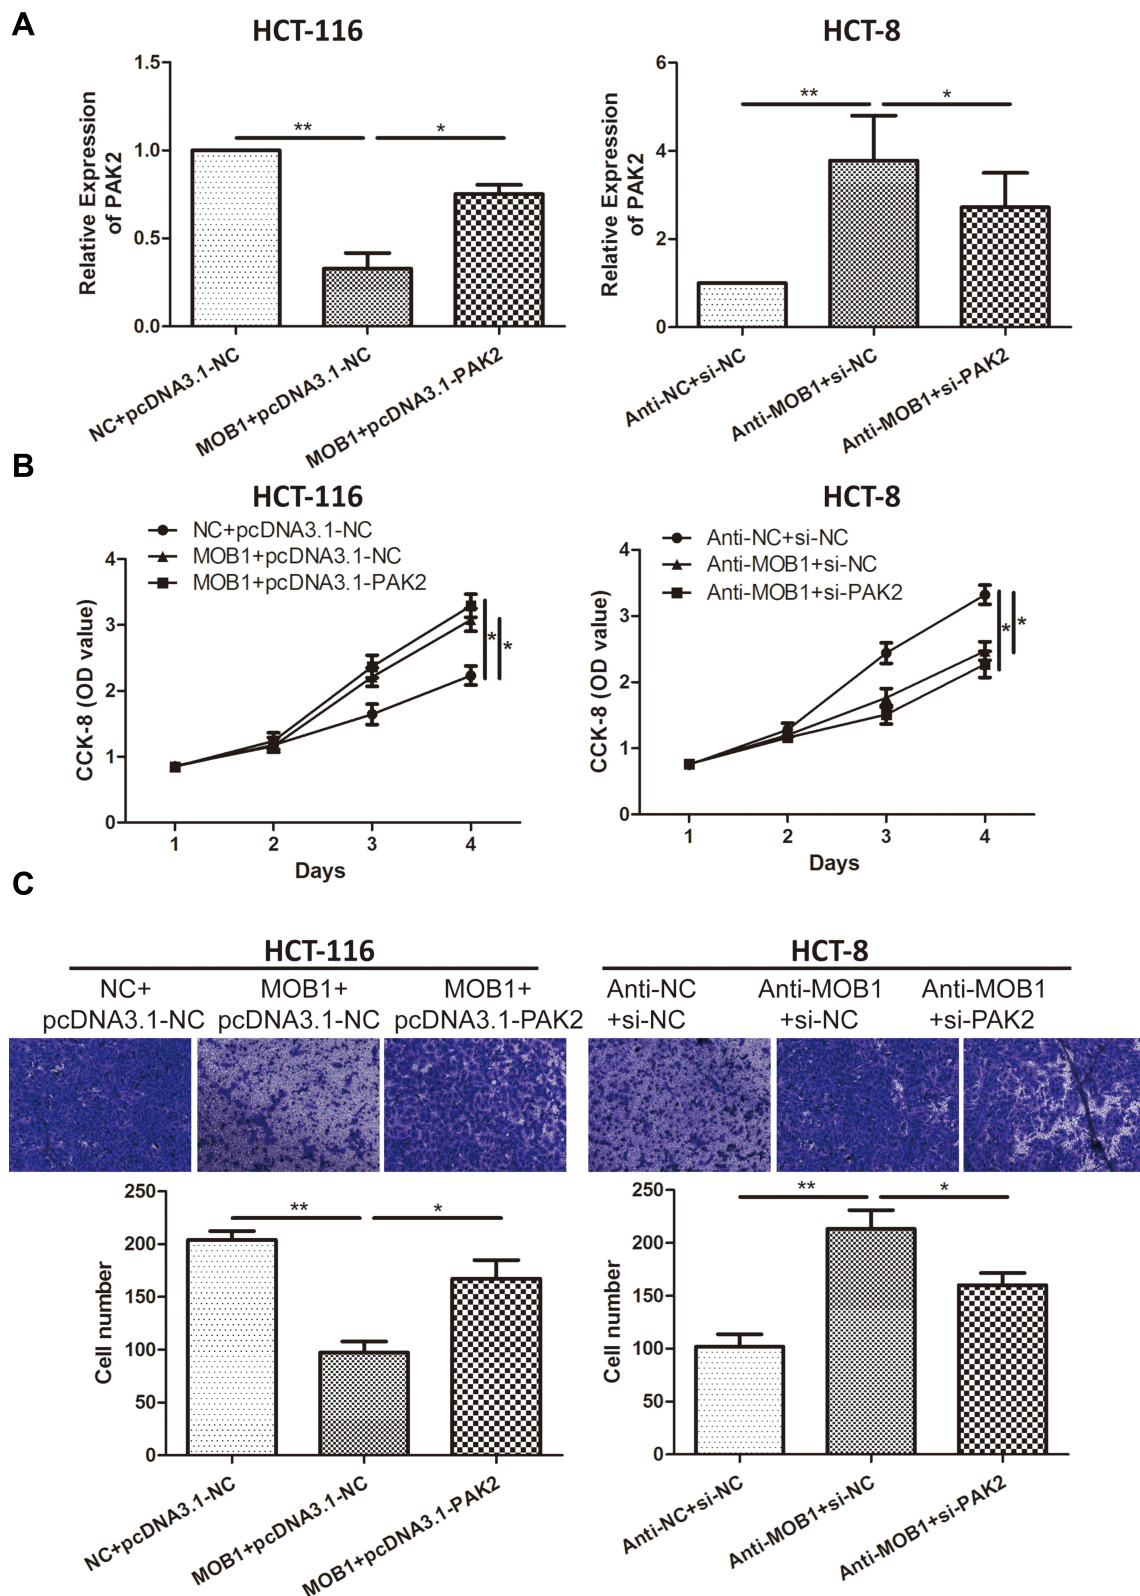 A
HCT-116
HCT-8
Relative Expression
of PAK2
1.5
1.0
0.5
0.0
**
*
NC+pcDNA3.1-NC
MOB1+pcDNA3.1-NC
MOB1+pcDNA3.1-PAK2
Relative Expression
of PAK2
6
4
2
0
**
*
Anti-NC+si-NC
Anti-MOB1+si-NC
Anti-MOB1+si-PAK2
B
HCT-116
NC+pcDNA3.1-NC
MOB1+pcDNA3.1-NC
MOB1+pcDNA3.1-PAK2
CCK-8 (OD value)
4
3
2
1
0
*
*
1 2 3 4
Days
HCT-8
Anti-NC+si-NC
Anti-MOB1+si-NC
Anti-MOB1+si-PAK2
CCK-8 (OD value)
4
3
2
1
0
*
*
1 2 3 4
Days
C
HCT-116
NC+
pcDNA3.1-NC
MOB1+
pcDNA3.1-NC
MOB1+
pcDNA3.1-PAK2
HCT-8
Anti-NC
+si-NC
Anti-MOB1
+si-NC
Anti-MOB1
+si-PAK2
Cell number
250
200
150
100
50
0
**
*
NC+pcDNA3.1-NC
MOB1+pcDNA3.1-NC
MOB1+pcDNA3.1-PAK2
Cell number
250
200
150
100
50
0
**
*
Anti-NC+si-NC
Anti-MOB1+si-NC
Anti-MOB1+si-PAK2